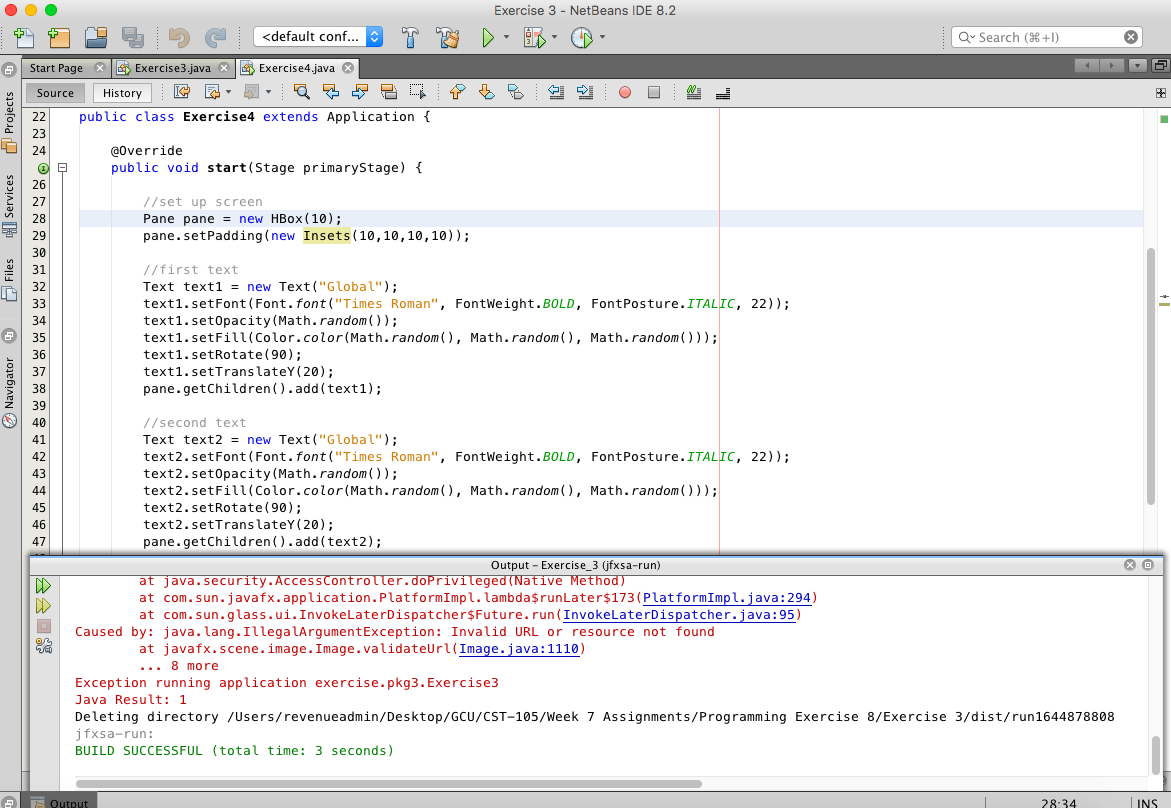 Exercise 3 - NetBeans IDE 8.2
<default conf...
Search (⌘+I)
Start Page
Exercise3.java
Exercise4.java
Source
History
Projects
Services
Files
Navigator
22 public class Exercise4 extends Application {
23
24 @Override
public void start(Stage primaryStage) {
26
27 //set up screen
28 Pane pane = new HBox(10);
29 pane.setPadding(new Insets(10,10,10,10));
30
31 //first text
32 Text text1 = new Text("Global");
33 text1.setFont(Font.font("Times Roman", FontWeight.BOLD, FontPosture.ITALIC, 22));
34 text1.setOpacity(Math.random());
35 text1.setFill(Color.color(Math.random(), Math.random(), Math.random()));
36 text1.setRotate(90);
37 text1.setTranslateY(20);
38 pane.getChildren().add(text1);
39
40 //second text
41 Text text2 = new Text("Global");
42 text2.setFont(Font.font("Times Roman", FontWeight.BOLD, FontPosture.ITALIC, 22));
43 text2.setOpacity(Math.random());
44 text2.setFill(Color.color(Math.random(), Math.random(), Math.random()));
45 text2.setRotate(90);
46 text2.setTranslateY(20);
47 pane.getChildren().add(text2);
Output - Exercise_3 (jfxsa-run)
at java.security.AccessController.doPrivileged(Native Method)
at com.sun.javafx.application.PlatformImpl.lambda$runLater$173(PlatformImpl.java:294)
at com.sun.glass.ui.InvokeLaterDispatcher$Future.run(InvokeLaterDispatcher.java:95)
Caused by: java.lang.IllegalArgumentException: Invalid URL or resource not found
at javafx.scene.image.Image.validateUrl(Image.java:1110)
... 8 more
Exception running application exercise.pkg3.Exercise3
Java Result: 1
Deleting directory /Users/revenueadmin/Desktop/GCU/CST-105/Week 7 Assignments/Programming Exercise 8/Exercise 3/dist/run1644878808
jfxsa-run:
BUILD SUCCESSFUL (total time: 3 seconds)
Output
28:34
INS